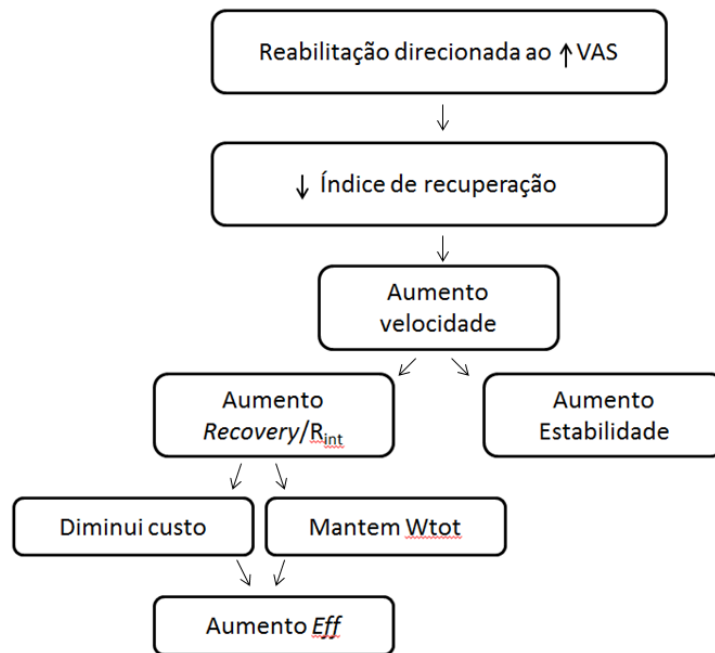 Reabilitação direcionada ao ↑ VAS
↓ Índice de recuperação
Aumento
velocidade
Aumento
Recovery/Rint
Aumento
Estabilidade
Diminui custo
Mantem Wtot
Aumento Eff